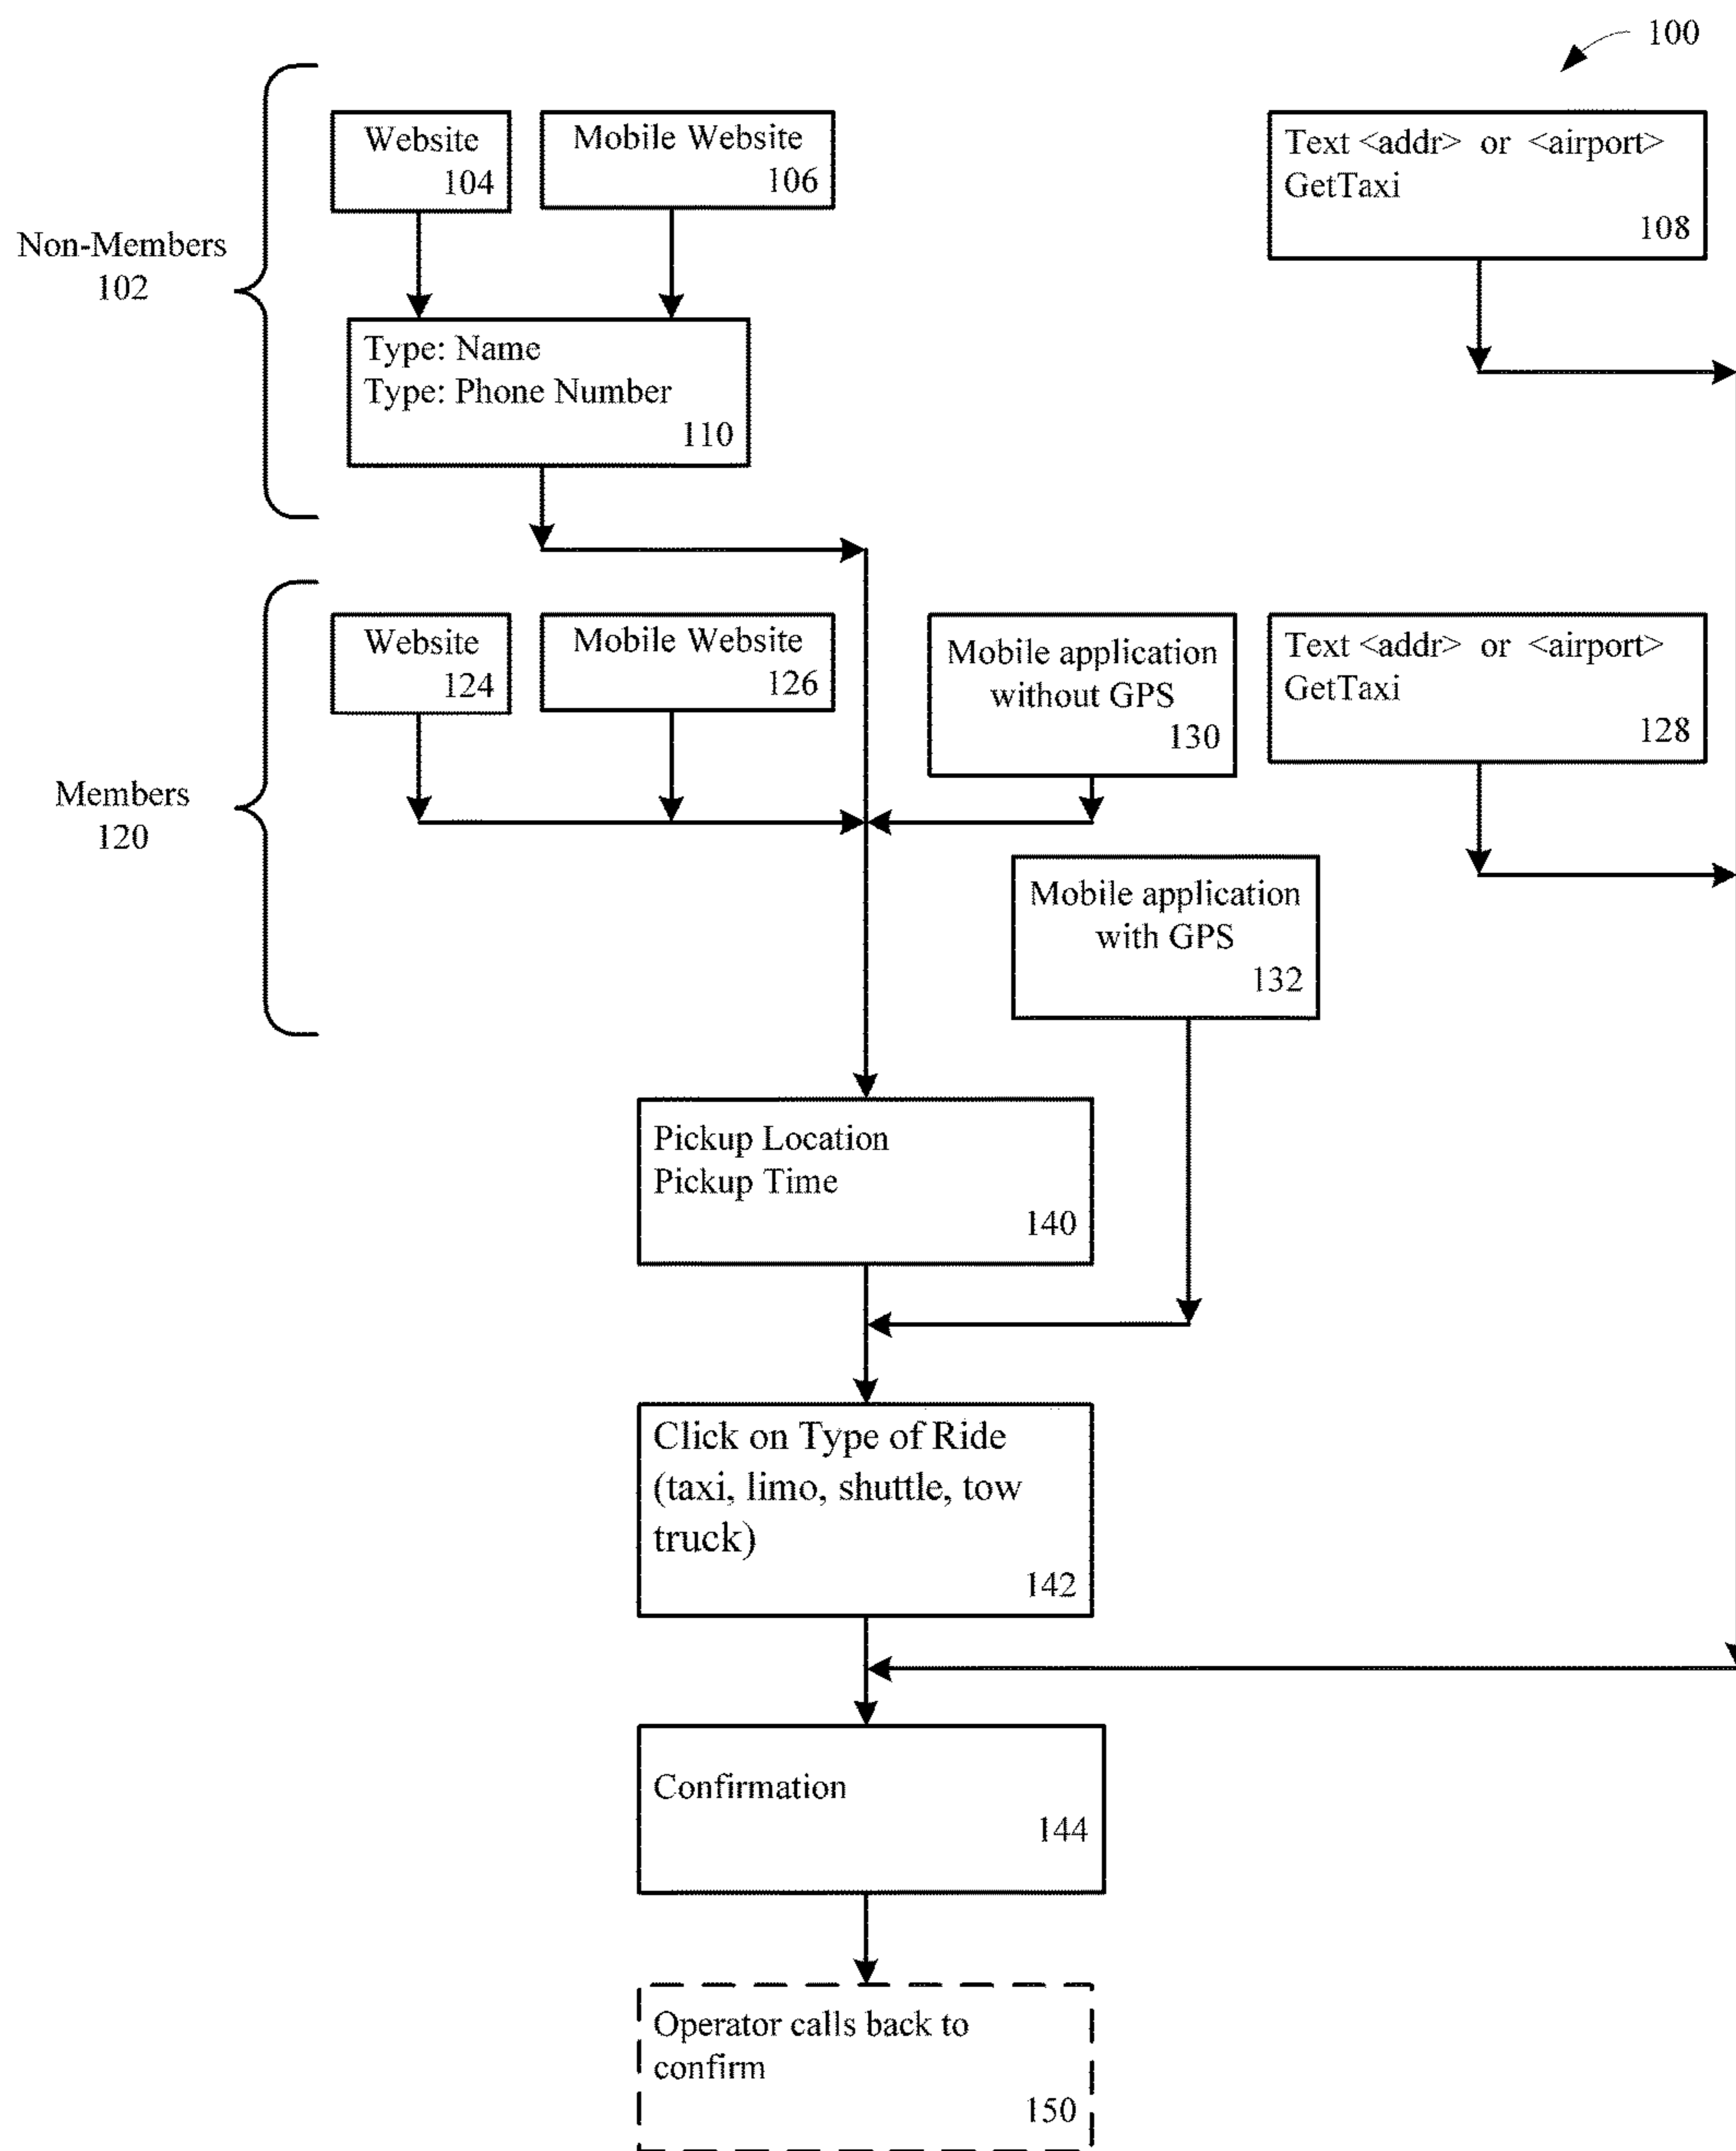 100
Non-Members
102
Website
104
Mobile Website
106
Text <addr> or <airport>
GetTaxi
108
Type: Name
Type: Phone Number
110
Members
120
Website
124
Mobile Website
126
Mobile application
without GPS
130
Text <addr> or <airport>
GetTaxi
128
Mobile application
with GPS
132
Pickup Location
Pickup Time
140
Click on Type of Ride
(taxi, limo, shuttle, tow
truck)
142
Confirmation
144
Operator calls back to
confirm
150